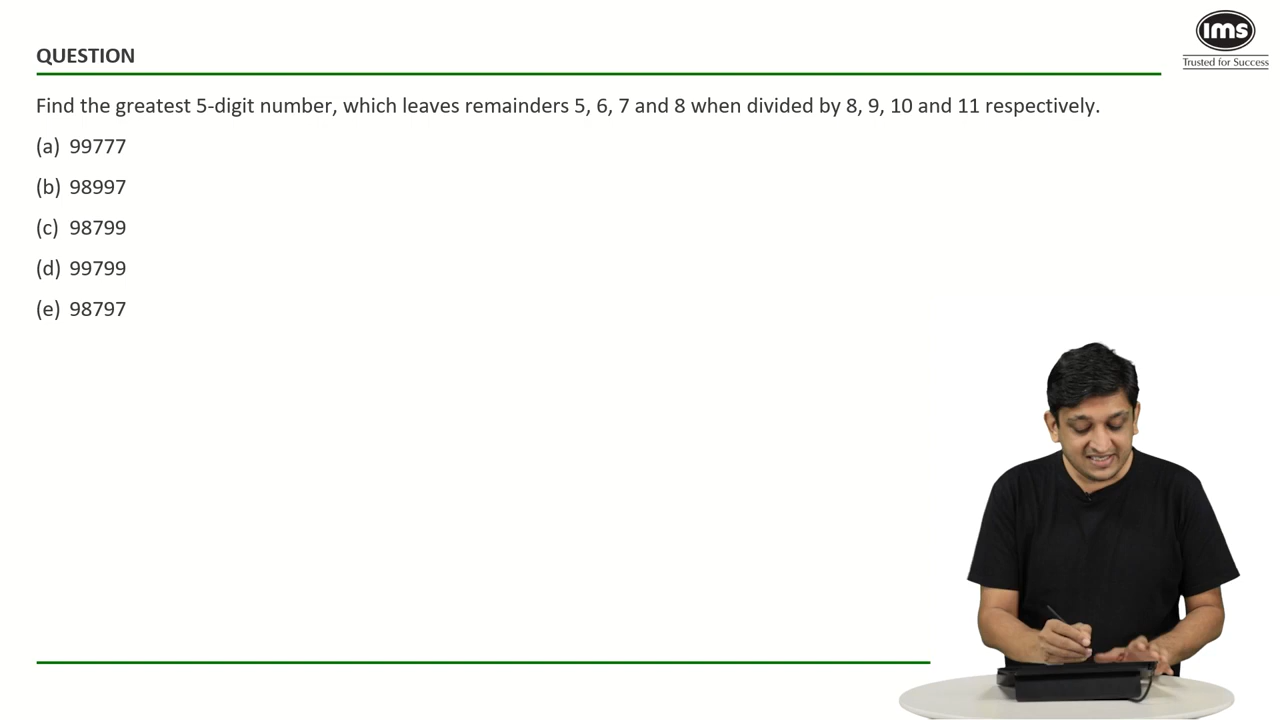 ims
Trusted for Success
QUESTION
Find the greatest 5-digit number, which leaves remainders 5, 6, 7 and 8 when divided by 8, 9, 10 and 11 respectively.
(a) 99777
(b) 98997
(c) 98799
(d) 99799
(e) 98797